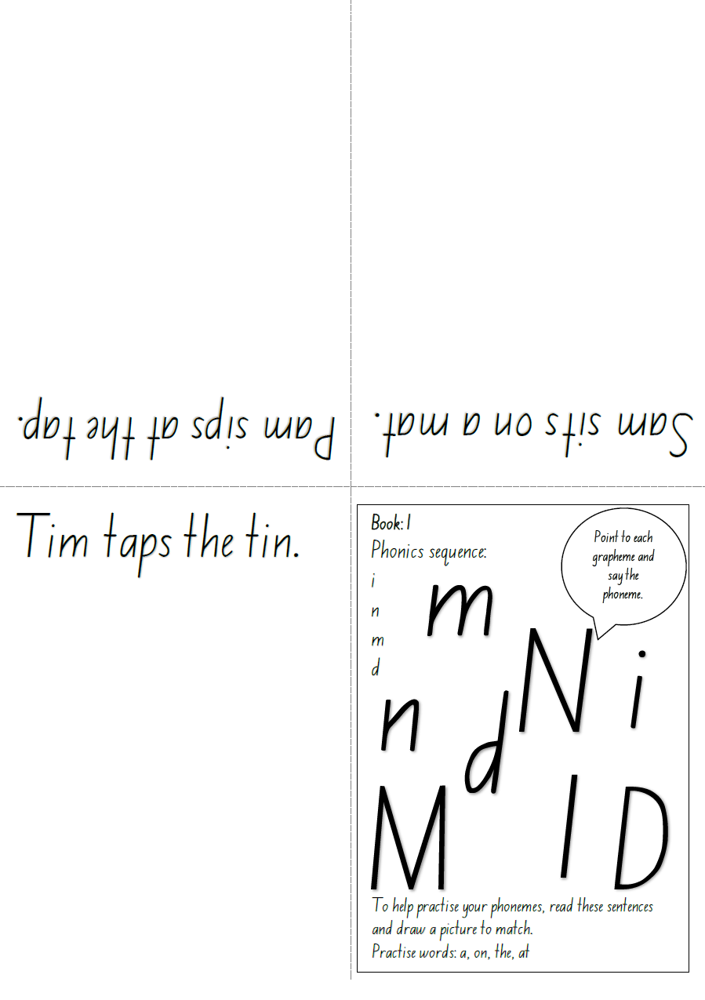 Pam sips at the tap.
Sam sits on a mat.
Tim taps the tin.
Book: 1
Phonics sequence:
i
n
m
d
Point to each
grapheme and
say the
phoneme.
m
N
i
n
d
M
I
D
To help practise your phonemes, read these sentences
and draw a picture to match.
Practise words: a, on, the, at